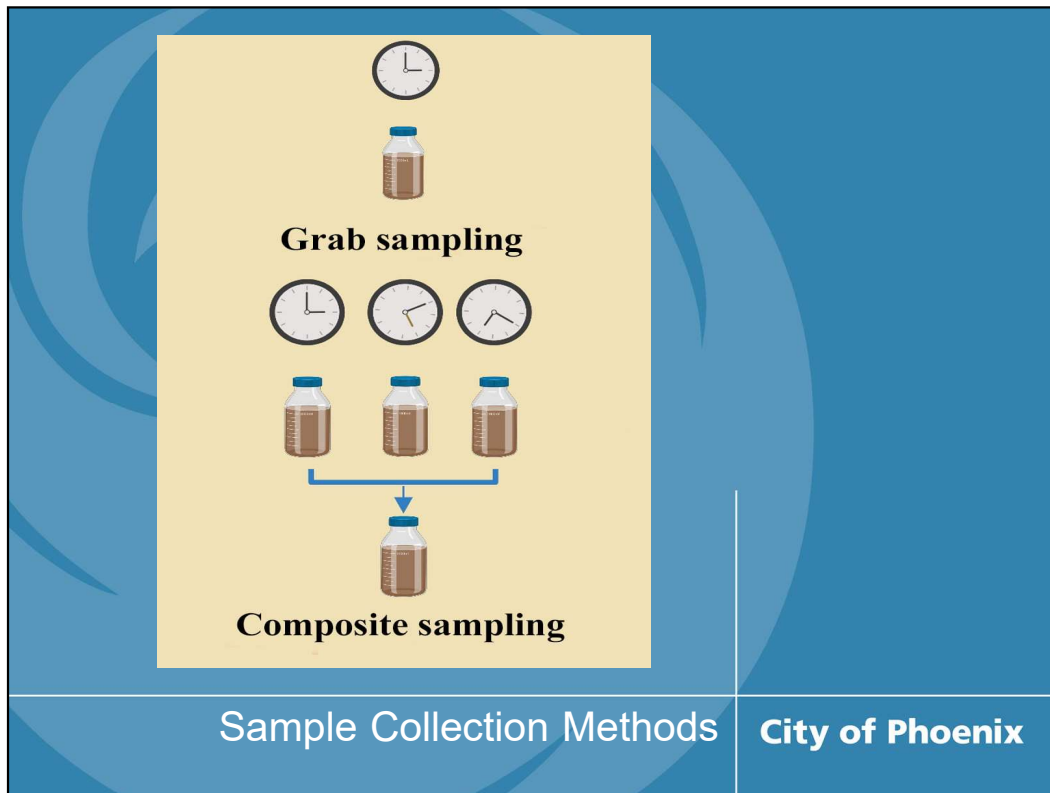 Grab sampling
Composite sampling
Sample Collection Methods
City of Phoenix